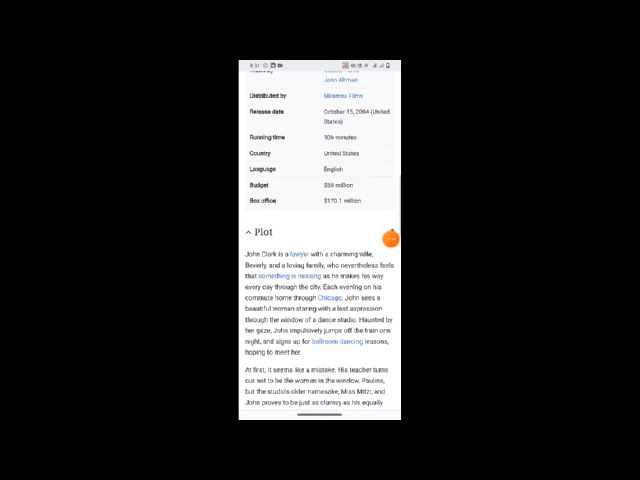 8:31
John Altman
Distributed by Miramax Films
Release date October 15, 2004 (United
States)
Running time 106 minutes
Country United States
Language English
Budget $50 million
Box office $170.1 million
Plot
John Clark is a lawyer with a charming wife,
Beverly, and a loving family, who nevertheless feels
that something is missing as he makes his way
every day through the city. Each evening on his
commute home through Chicago, John sees a
beautiful woman staring with a lost expression
through the window of a dance studio. Haunted by
her gaze, John impulsively jumps off the train one
night, and signs up for ballroom dancing lessons,
hoping to meet her.
At first, it seems like a mistake. His teacher turns
out not to be the woman in the window, Paulina,
but the studio's older namesake, Miss Mitzi, and
John proves to be just as clumsy as his equally